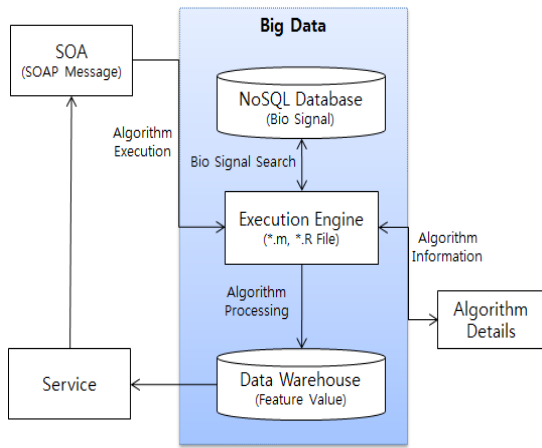 Big Data
SOA
(SOAP Message)
NoSQL Database
(Bio Signal)
Algorithm
Execution
Bio Signal Search
Execution Engine
(*.m, *.R File)
Algorithm
Information
Algorithm
Processing
Algorithm
Details
Service
Data Warehouse
(Feature Value)